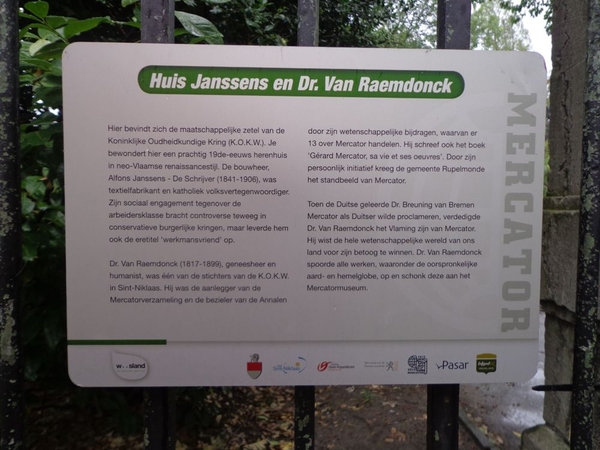 Huis Janssens en Dr. Van Raemdonck
Hier bevindt zich de maatschappelijke zetel van de
Koninklijke Oudheidkundige Kring (K.O.K.W.). Je
bewondert hier een prachtig 19de-eeuws herenhuis
in neo-Vlaamse renaissancestijl. De bouwheer,
Alfons Janssens - De Schrijver (1841-1906), was
textielfabrikant en katholiek volksvertegenwoordiger.
Zijn sociaal engagement tegenover de
arbeidersklasse bracht controverse teweeg in
conservatieve burgerlijke kringen, maar leverde hem
ook de eretitel 'werkmansvriend' op.
Dr. Van Raemdonck (1817-1899), geneesheer en
humanist, was één van de stichters van de K.O.K.W.
in Sint-Niklaas. Hij was de aanlegger van de
Mercatorverzameling en de bezieler van de Annalen
door zijn wetenschappelijke bijdragen, waarvan er
13 over Mercator handelen. Hij schreef ook het boek
'Gérard Mercator, sa vie et ses oeuvres'. Door zijn
persoonlijk initiatief kreeg de gemeente Rupelmonde
het standbeeld van Mercator.
Toen de Duitse geleerde Dr. Breuning van Bremen
Mercator als Duitser wilde proclameren, verdedigde
Dr. Van Raemdonck het Vlaming zijn van Mercator.
Hij wist de hele wetenschappelijke wereld van ons
land voor zijn betoog te winnen. Dr. Van Raemdonck
spoorde alle werken, waaronder de oorspronkelijke
aard- en hemelglobe, op en schonk deze aan het
Mercatormuseum.
MERCATOR
Pasar